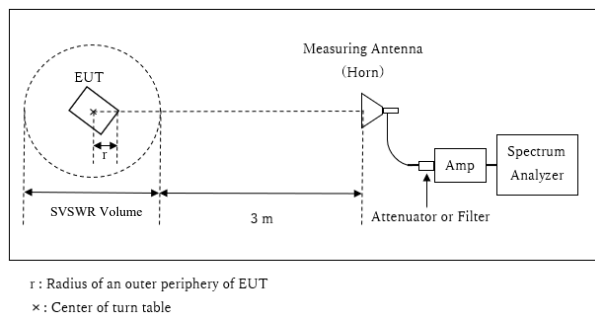 Measuring Antenna
(Horn)
EUT
r
Amp
Spectrum
Analyzer
SVSWR Volume
3 m
Attenuator or Filter
r : Radius of an outer periphery of EUT
× : Center of turn table